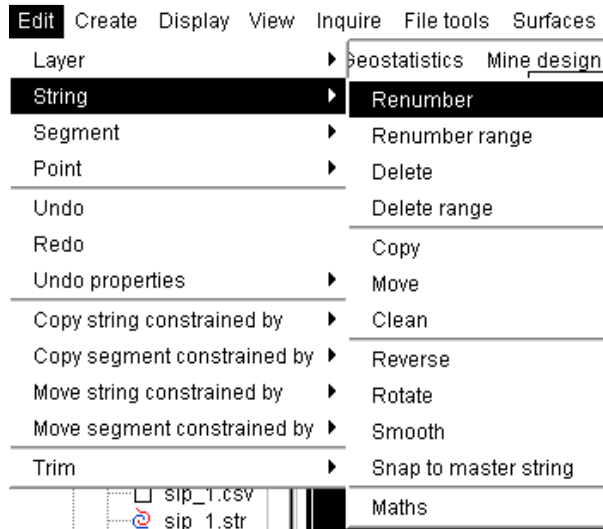 Edit Create Display View Inquire File tools Surfaces
Geostatistics Mine design
Layer
String
Segment
Point
Undo
Redo
Undo properties
Copy string constrained by
Copy segment constrained by
Move string constrained by
Move segment constrained by
Trim
Renumber
Renumber range
Delete
Delete range
Copy
Move
Clean
Reverse
Rotate
Smooth
Snap to master string
Maths
sip_1.csv
sip_1.str